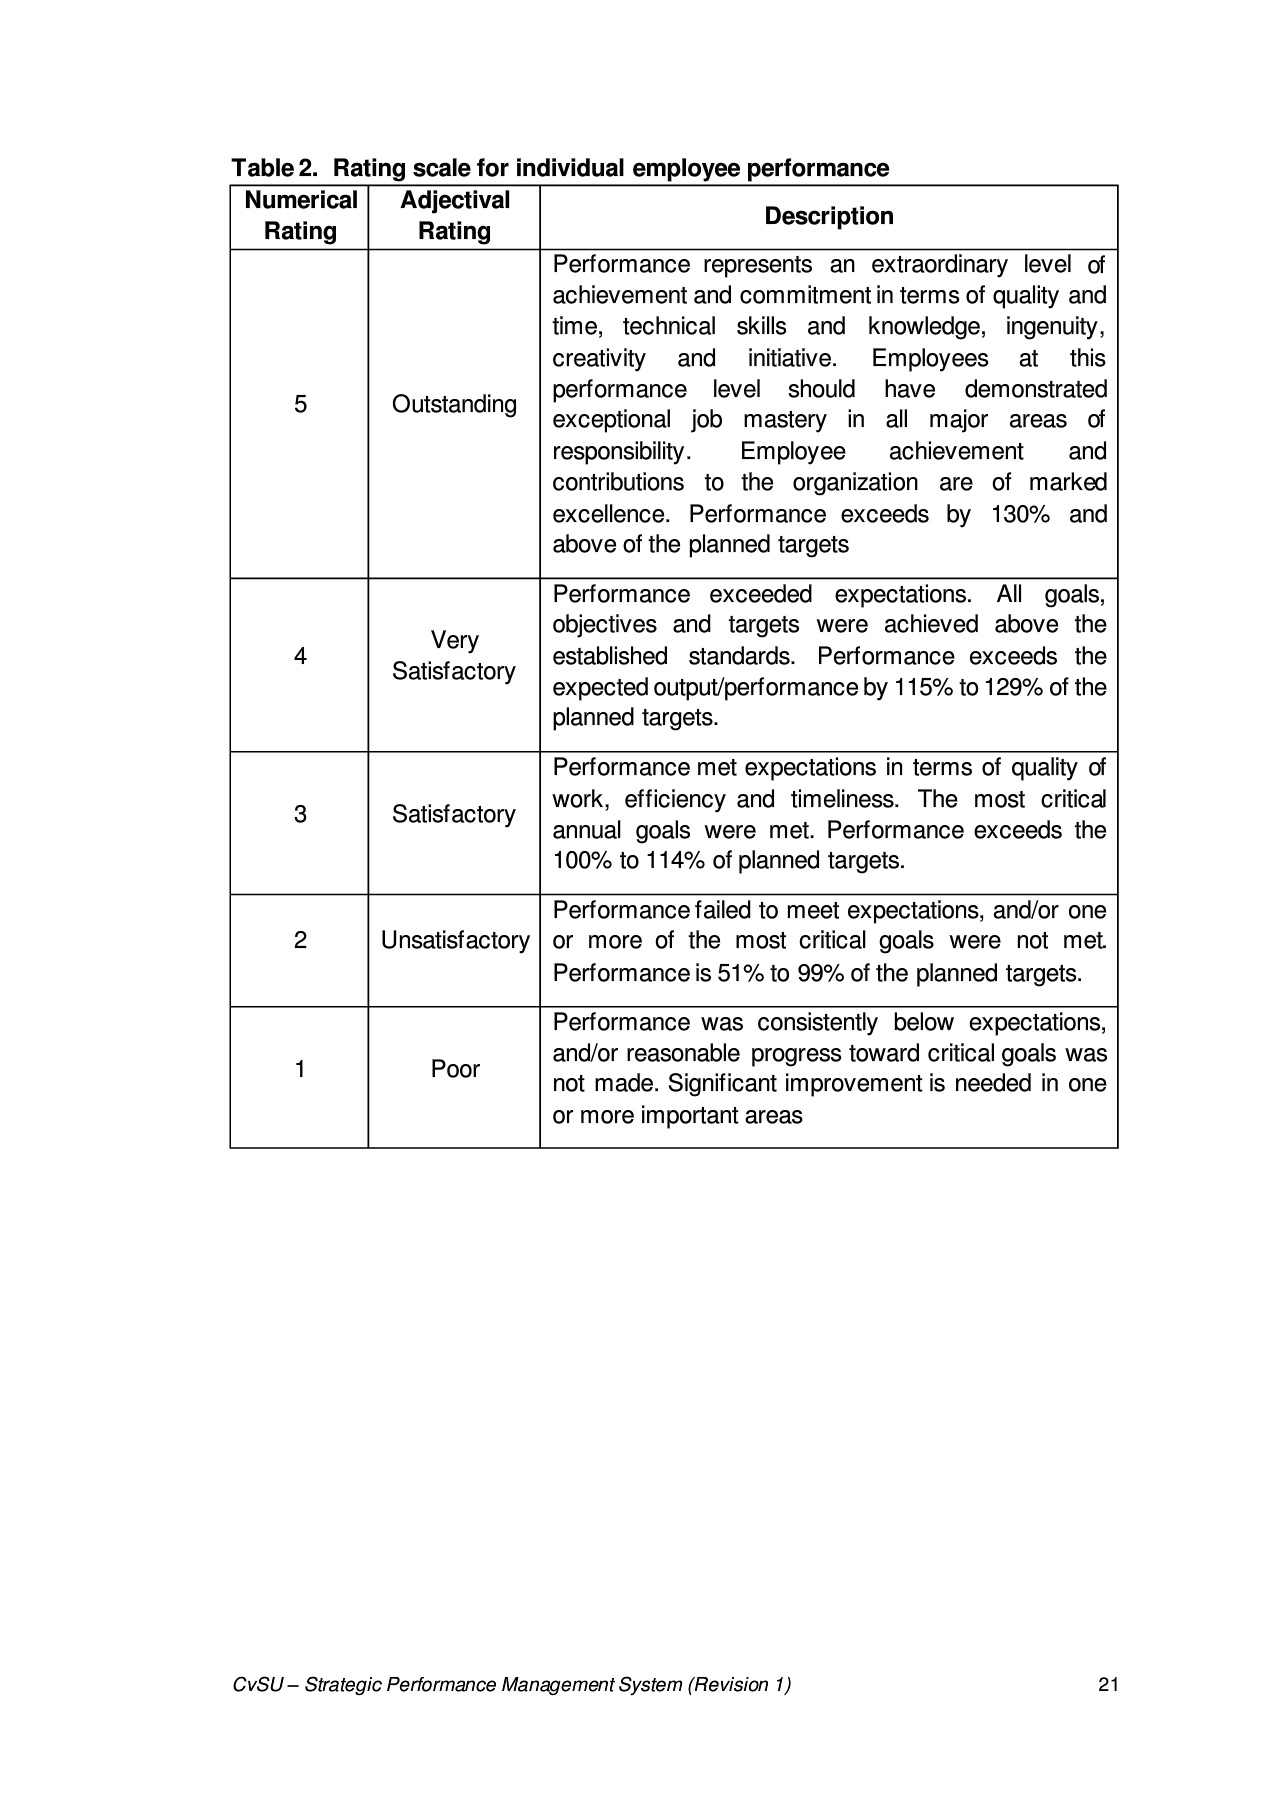 Table 2.  Rating scale for individual employee performance
Numerical Rating
Adjectival Rating
Description
5
Outstanding
Performance represents an extraordinary level of
achievement and commitment in terms of quality and
time, technical skills and knowledge, ingenuity,
creativity and initiative. Employees at this
performance level should have demonstrated
exceptional job mastery in all major areas of
responsibility. Employee achievement and
contributions to the organization are of marked
excellence. Performance exceeds by 130% and
above of the planned targets
4
Very
Satisfactory
Performance exceeded expectations. All goals,
objectives and targets were achieved above the
established standards. Performance exceeds the
expected output/performance by 115% to 129% of the
planned targets.
3
Satisfactory
Performance met expectations in terms of quality of
work, efficiency and timeliness. The most critical
annual goals were met. Performance exceeds the
100% to 114% of planned targets.
2
Unsatisfactory
Performance failed to meet expectations, and/or one
or more of the most critical goals were not met.
Performance is 51% to 99% of the planned targets.
1
Poor
Performance was consistently below expectations,
and/or reasonable progress toward critical goals was
not made. Significant improvement is needed in one
or more important areas
CvSU – Strategic Performance Management System (Revision 1)
21